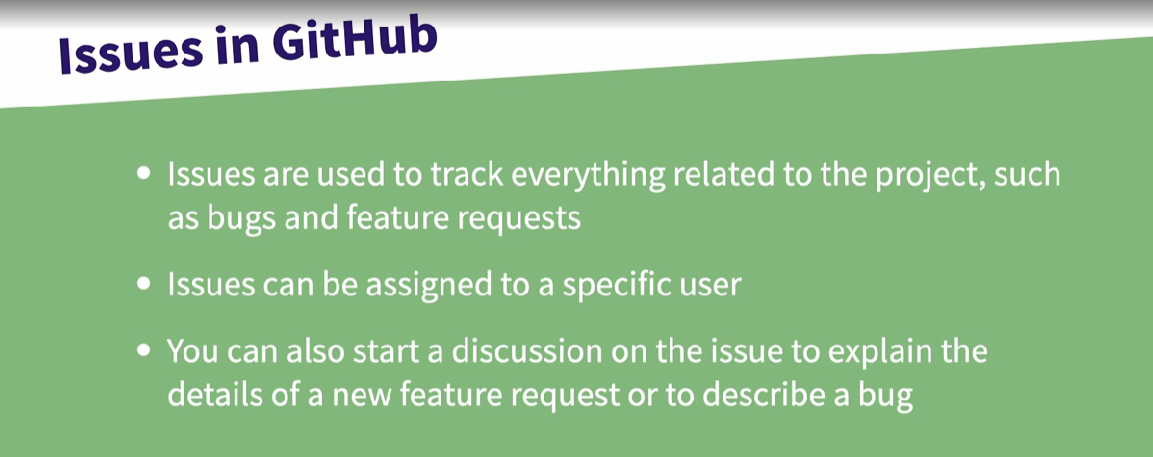 Issues in GitHub
• Issues are used to track everything related to the project, such
as bugs and feature requests
• Issues can be assigned to a specific user
• You can also start a discussion on the issue to explain the
details of a new feature request or to describe a bug